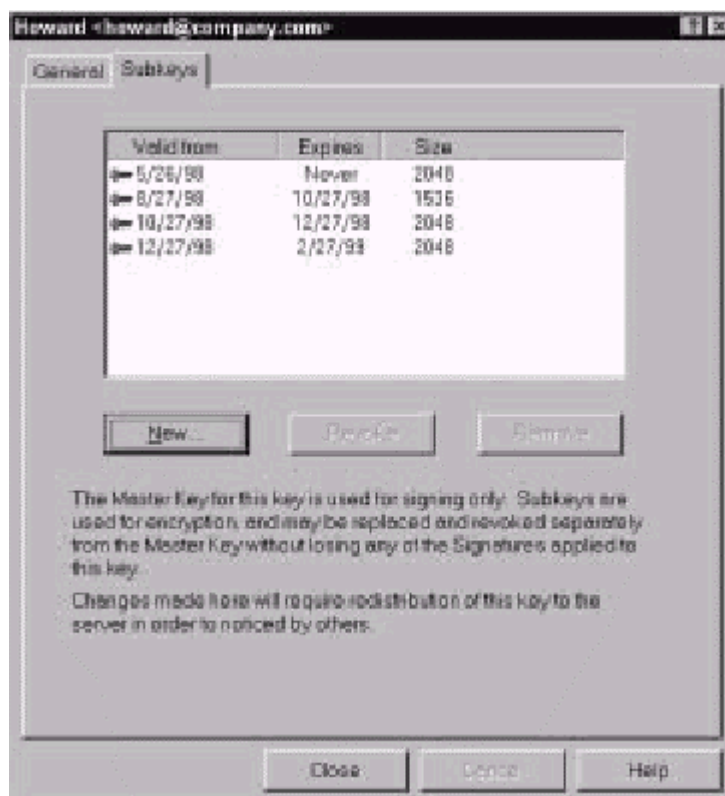 Howard <howard@company.com>
General Subkeys
Valid from Expires Size
5/26/98 Never 2048
8/27/98 10/27/98 1536
10/27/98 12/27/98 2048
12/27/98 2/27/99 2048
New... Revoke Remove
The Master Key for this key is used for signing only. Subkeys are
used for encryption, and may be replaced and revoked separately
from the Master Key without losing any of the Signatures applied to
this key.
Changes made here will require redistribution of this key to the
server in order to noticed by others.
Close Cancel Help